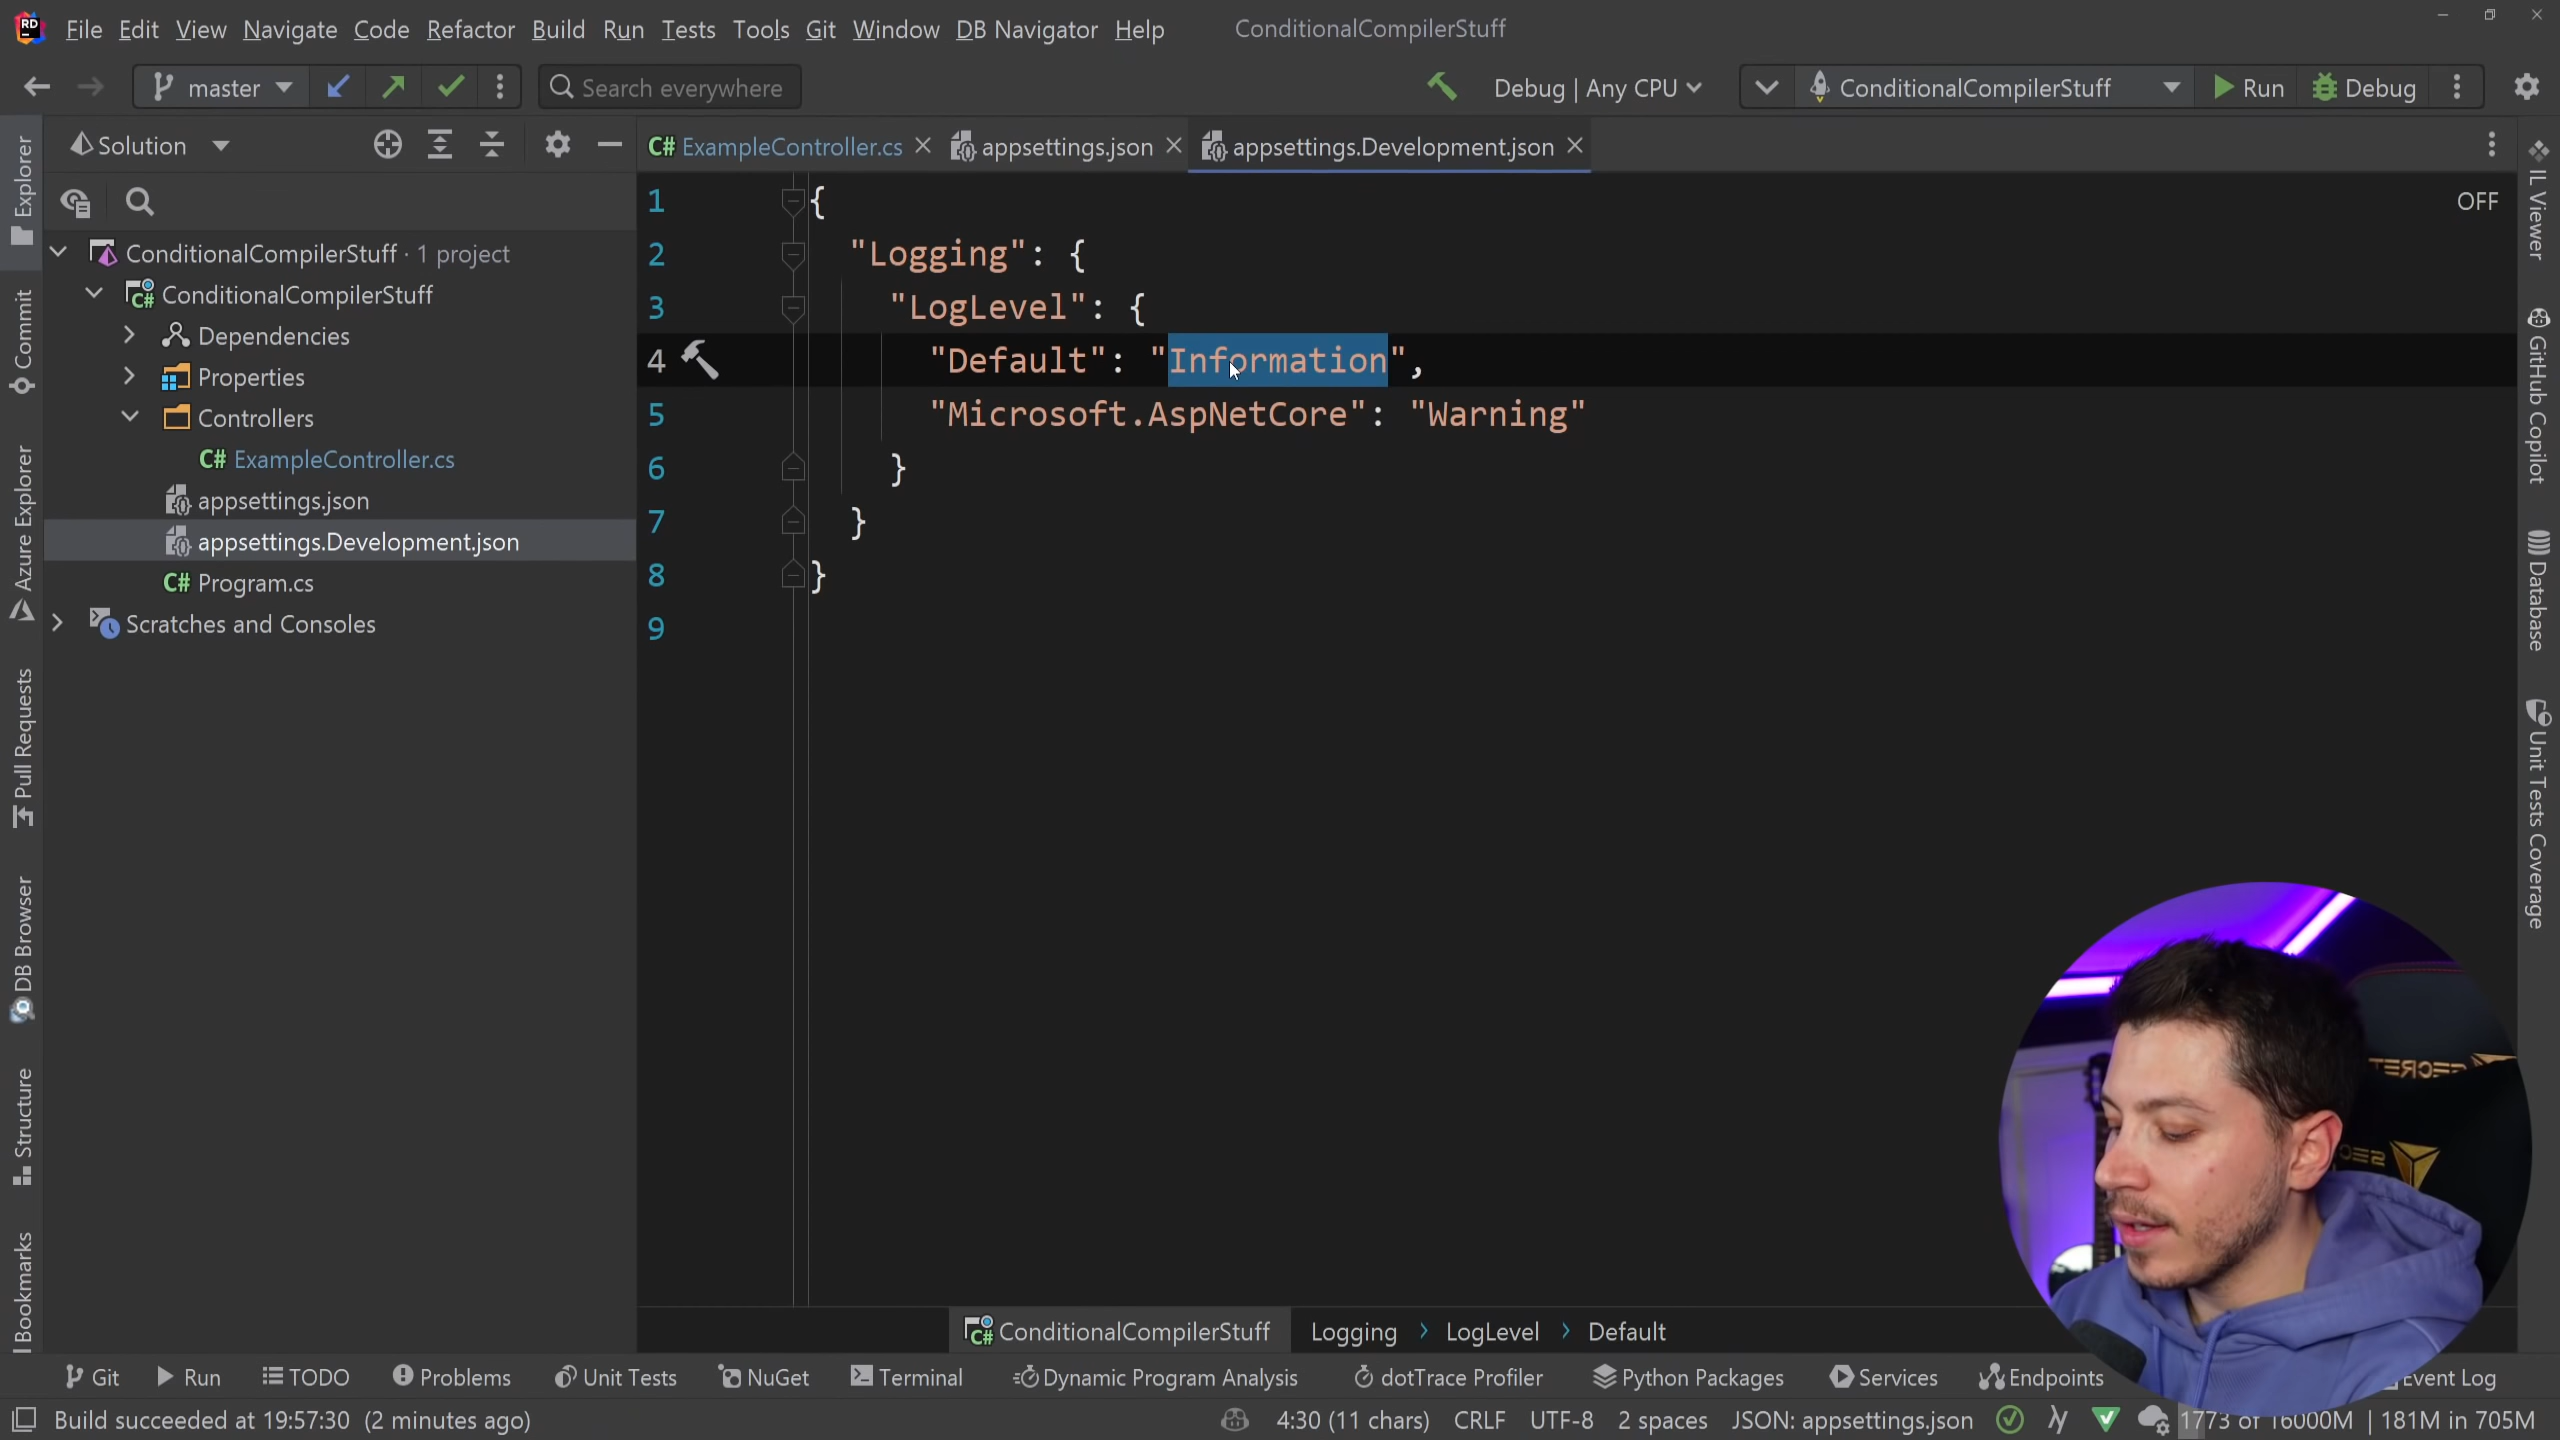 RD File Edit View Navigate Code Refactor Build Run Tests Tools Git Window DB Navigator Help ConditionalCompilerStuff
master Search everywhere Debug | Any CPU ConditionalCompilerStuff Run Debug
Solution
C# ExampleController.cs appsettings.json appsettings.Development.json
ConditionalCompilerStuff · 1 project
C# ConditionalCompilerStuff
Dependencies
Properties
Controllers
C# ExampleController.cs
appsettings.json
appsettings.Development.json
C# Program.cs
Scratches and Consoles
OFF
1 {
2 "Logging": {
3 "LogLevel": {
4 "Default": "Information",
5 "Microsoft.AspNetCore": "Warning"
6 }
7 }
8 }
9
Explorer
Commit
Azure Explorer
Pull Requests
DB Browser
Structure
Bookmarks
IL Viewer
GitHub Copilot
Database
Unit Tests Coverage
C# ConditionalCompilerStuff Logging › LogLevel › Default
Git Run TODO Problems Unit Tests NuGet Terminal Dynamic Program Analysis dotTrace Profiler Python Packages Services Endpoints Event Log
Build succeeded at 19:57:30 (2 minutes ago) 4:30 (11 chars) CRLF UTF-8 2 spaces JSON: appsettings.json 1773 of 16000M | 181M in 705M